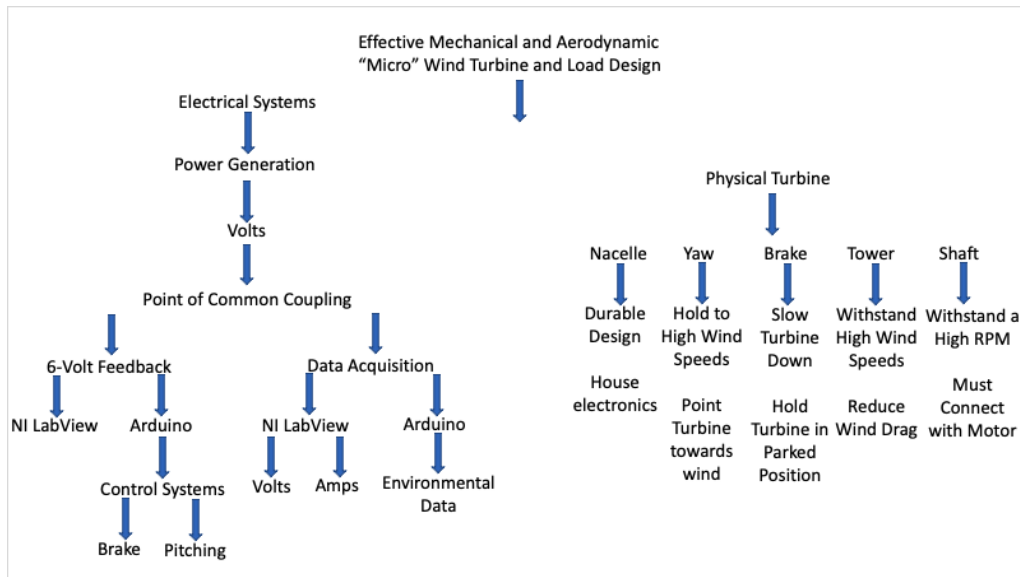 Effective Mechanical and Aerodynamic
“Micro” Wind Turbine and Load Design
Electrical Systems
Power Generation
Volts
Point of Common Coupling
6-Volt Feedback
Data Acquisition
NI LabView
Arduino
NI LabView
Arduino
Control Systems
Volts
Amps
Environmental
Data
Brake
Pitching
Physical Turbine
Nacelle
Durable
Design
House
electronics
Yaw
Hold to
High Wind
Speeds
Point
Turbine
towards
wind
Brake
Slow
Turbine
Down
Hold
Turbine in
Parked
Position
Tower
Withstand
High Wind
Speeds
Reduce
Wind Drag
Shaft
Withstand a
High RPM
Must
Connect
with Motor